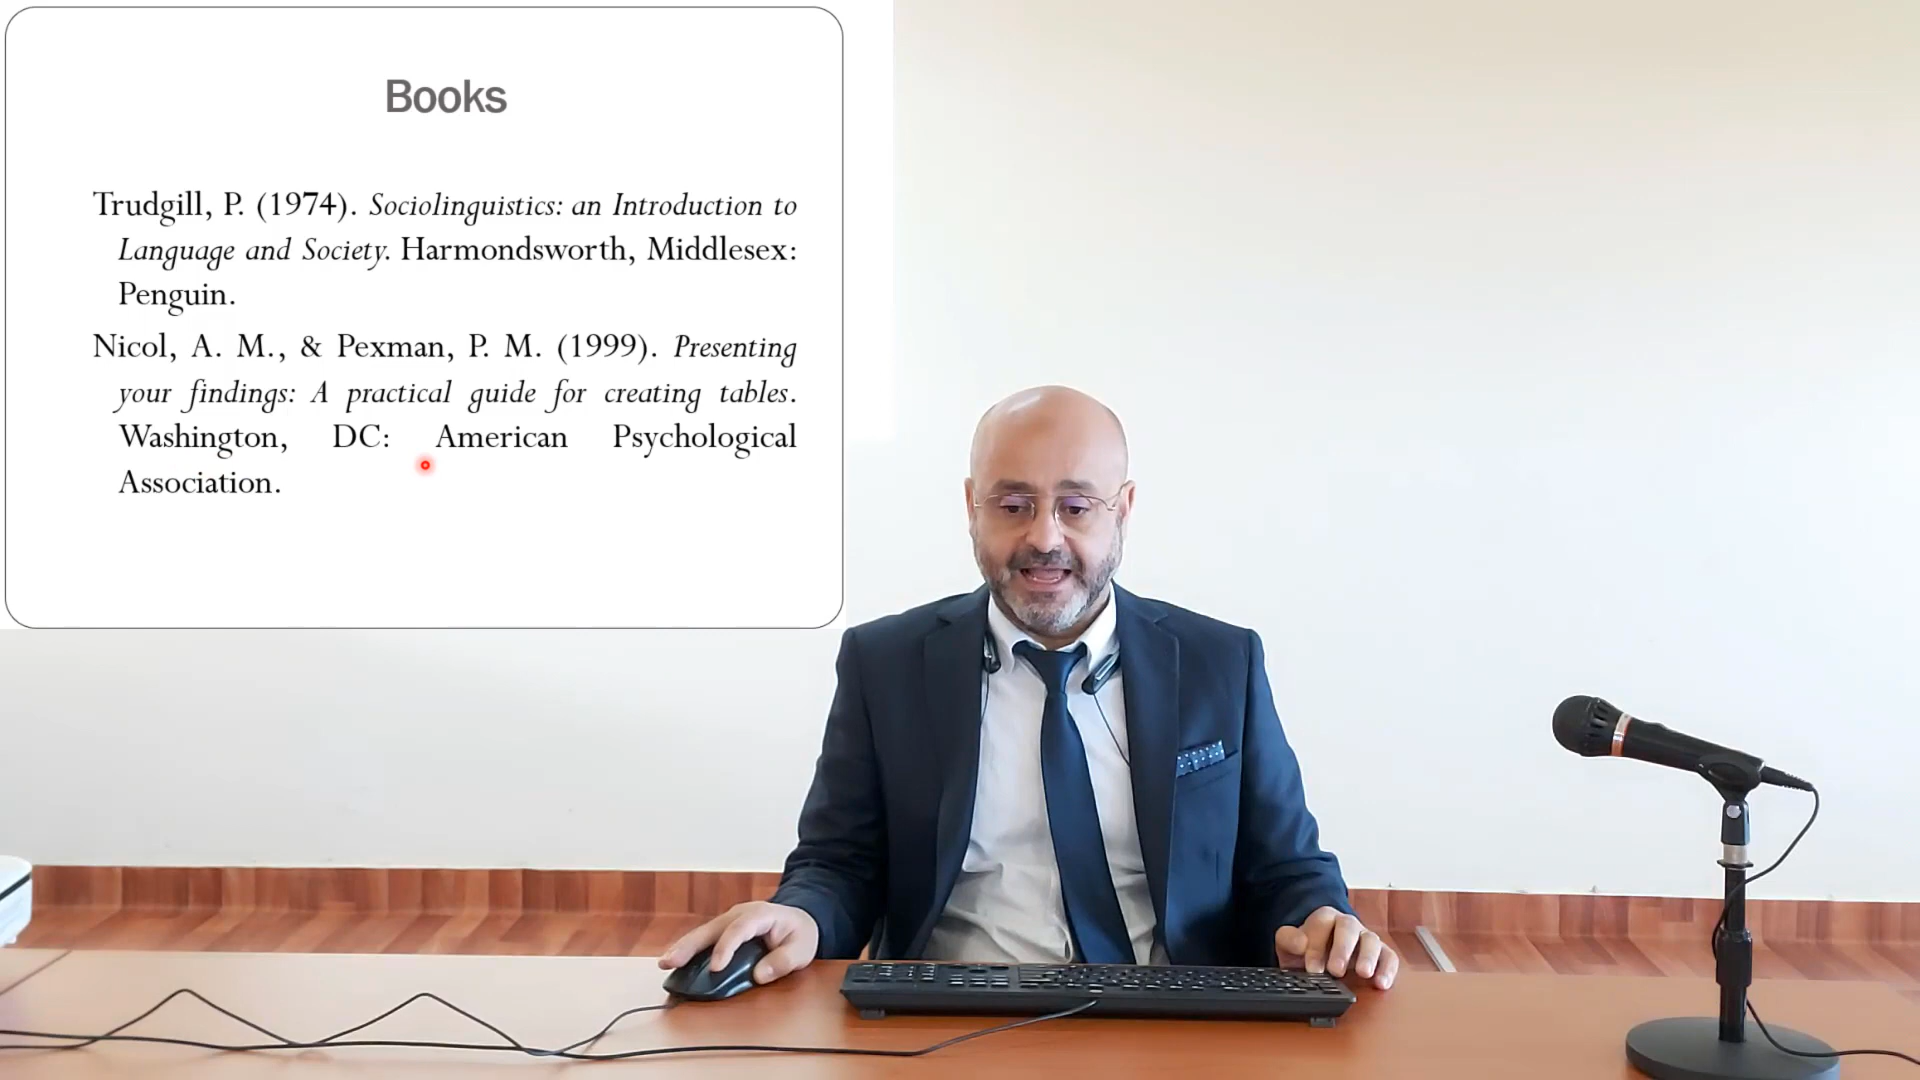 Books
Trudgill, P. (1974). Sociolinguistics: an Introduction to
Language and Society. Harmondsworth, Middlesex:
Penguin.
Nicol, A. M., & Pexman, P. M. (1999). Presenting
your findings: A practical guide for creating tables.
Washington, DC: American Psychological
Association.